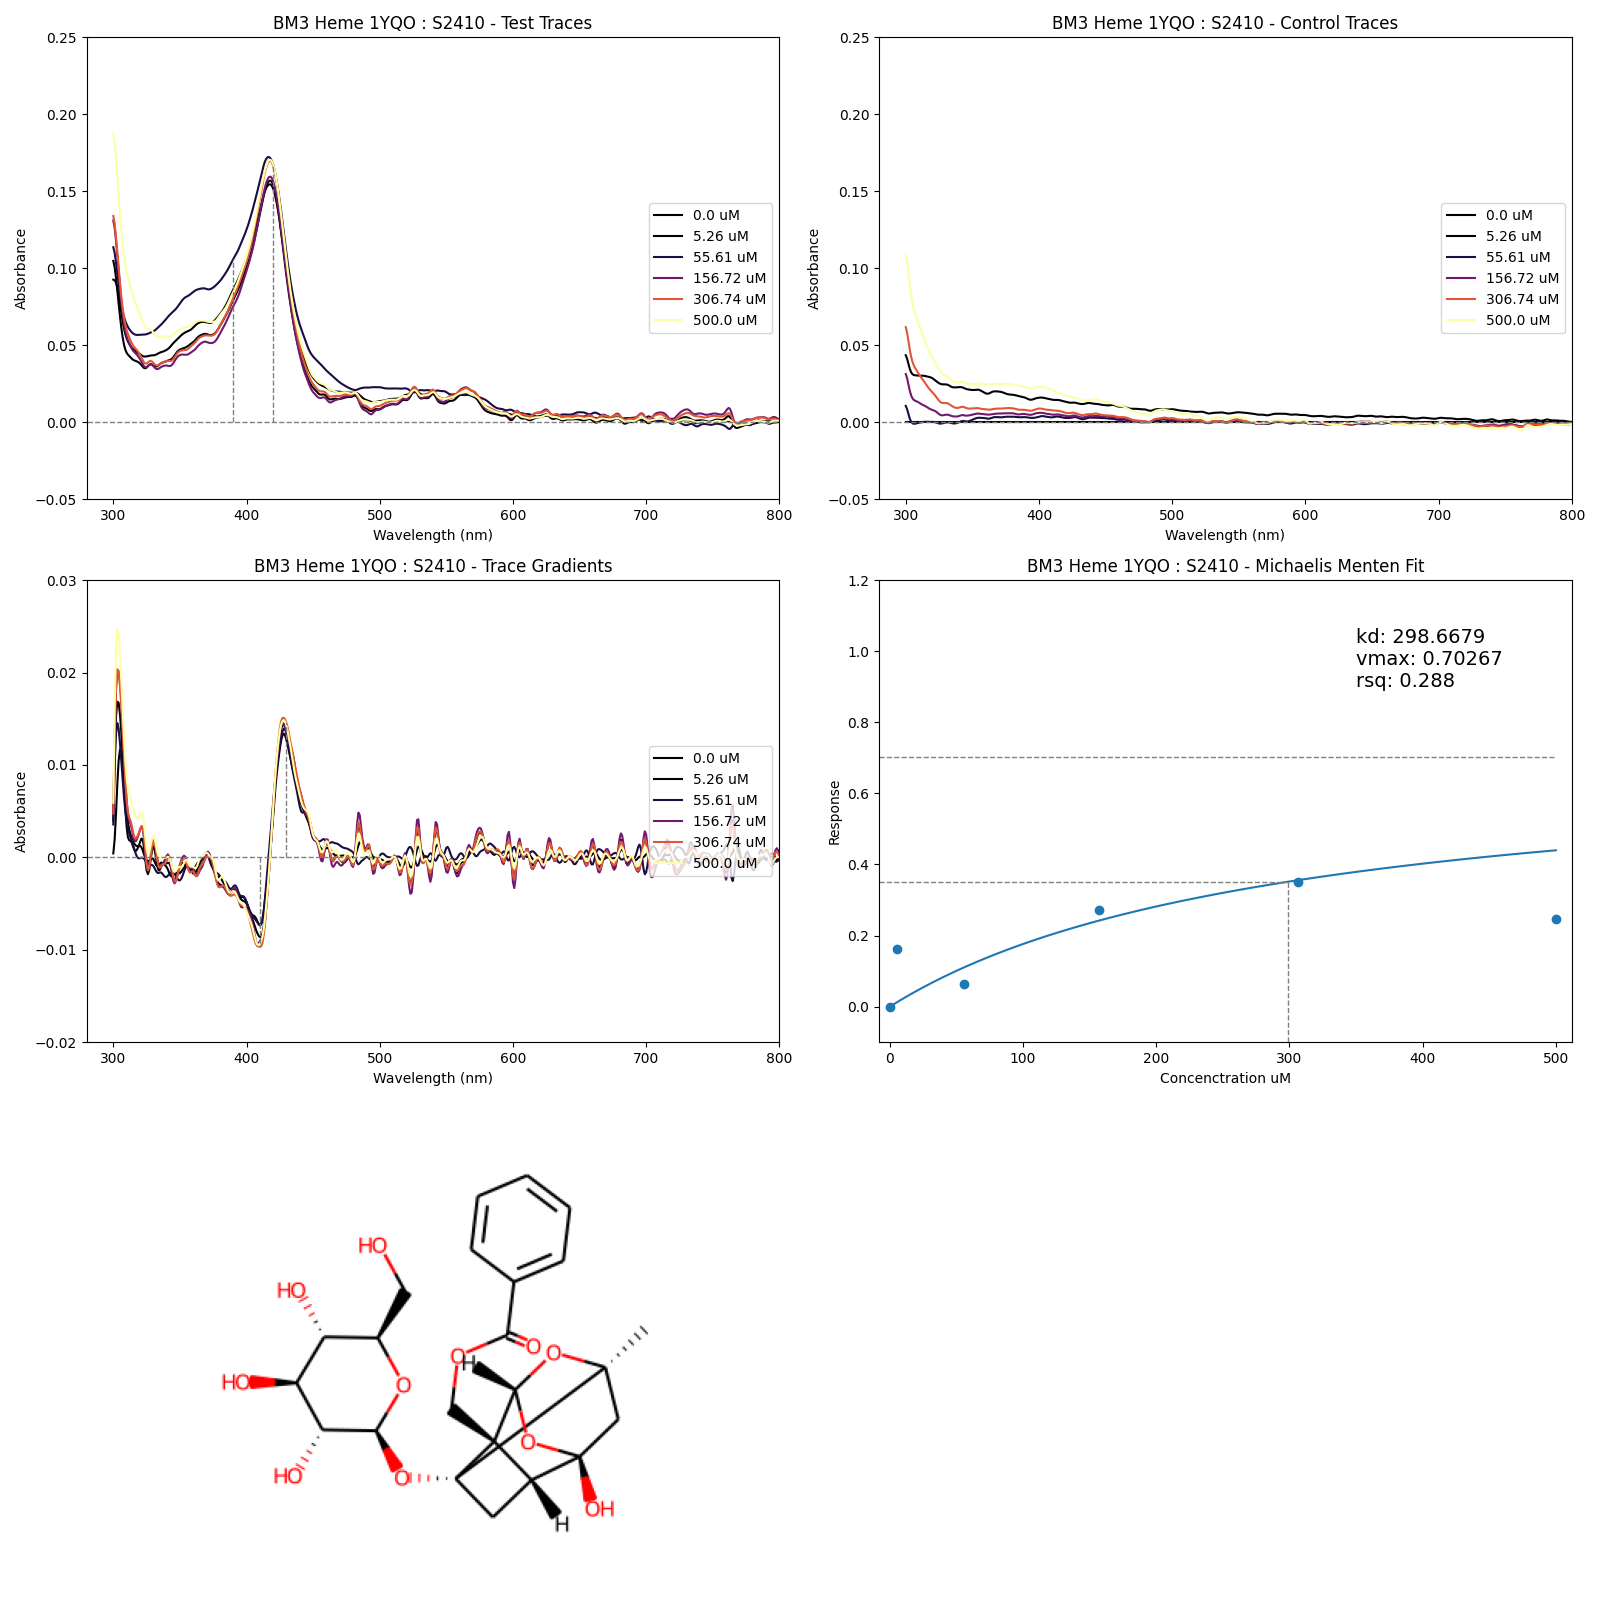 BM3 Heme 1YQO : S2410 - Test Traces
Absorbance
0.25
0.20
0.15
0.10
0.05
0.00
−0.05
300 400 500 600 700 800
Wavelength (nm)
0.0 uM
5.26 uM
55.61 uM
156.72 uM
306.74 uM
500.0 uM
BM3 Heme 1YQO : S2410 - Control Traces
Absorbance
0.25
0.20
0.15
0.10
0.05
0.00
−0.05
300 400 500 600 700 800
Wavelength (nm)
0.0 uM
5.26 uM
55.61 uM
156.72 uM
306.74 uM
500.0 uM
BM3 Heme 1YQO : S2410 - Trace Gradients
Absorbance
0.03
0.02
0.01
0.00
−0.01
−0.02
300 400 500 600 700 800
Wavelength (nm)
0.0 uM
5.26 uM
55.61 uM
156.72 uM
306.74 uM
500.0 uM
BM3 Heme 1YQO : S2410 - Michaelis Menten Fit
Response
1.2
1.0
0.8
0.6
0.4
0.2
0.0
0 100 200 300 400 500
Concenctration uM
kd: 298.6679
vmax: 0.70267
rsq: 0.288
HO
HO
HO
HO
O
O
O
O
H
O
O
OH
H